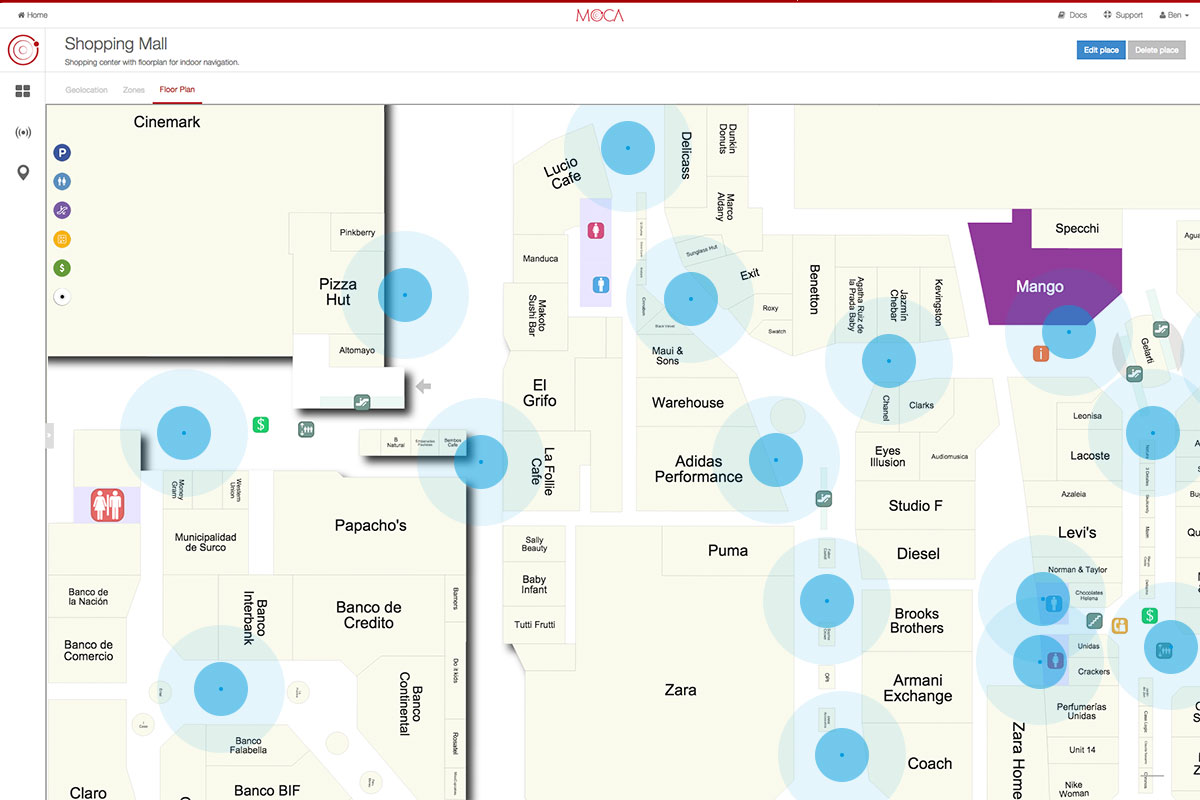 Home
MOCA
Docs
Support
Ben
Shopping Mall
Shopping center with floorplan for indoor navigation.
Edit place
Delete place
Geolocation
Zones
Floor Plan
Cinemark
P
$
Pinkberry
Pizza
Hut
Altomayo
$
B.
Natural
Bembos
Cafe
Money
Gram
Western
Union
Municipalidad
de Surco
Papacho's
Banco de
la Nación
Banco de
Comercio
Banco
Interbank
Banco de
Credito
Banco
Continental
Bamers
Do it kids
Rosatel
Banco
Falabella
Banco BIF
Claro
Lucio
Cafe
Manduca
Makoto
Sushi Bar
El
Grifo
La Follie
Cafe
Sally
Beauty
Baby
Infant
Tutti Frutti
Delicass
Dunkin
Donuts
Marco
Aldany
Sunglass Hut
Exit
Roxy
Swatch
Benetton
Maui &
Sons
Warehouse
Adidas
Performance
Puma
Zara
Agatha Ruiz de
la Prada Baby
Jazmin
Chebar
Kevingston
Chanel
Clarks
Eyes
Illusion
Audiomusica
Studio F
Diesel
Brooks
Brothers
Armani
Exchange
Coach
Specchi
Mango
i
Gelarti
Leonisa
Lacoste
Azaleia
Levi's
Norman & Taylor
Chocolates
Helena
$
Unidas
Crackers
Perfumerías
Unidas
Unit 14
Nike
Woman
Zara Home